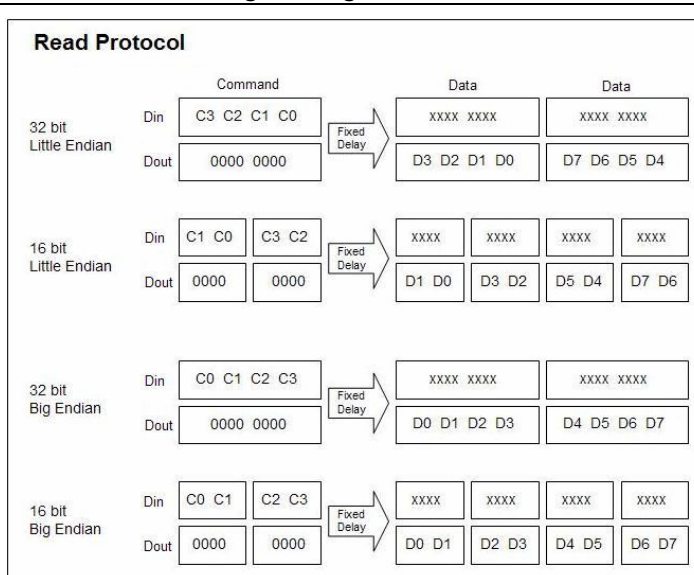 Read Protocol
Command Data Data
32 bit
Little Endian
Din C3 C2 C1 C0 xxxx xxxx xxxx xxxx
Fixed
Delay
Dout 0000 0000 D3 D2 D1 D0 D7 D6 D5 D4
16 bit
Little Endian
Din C1 C0 C3 C2 xxxx xxxx xxxx xxxx
Fixed
Delay
Dout 0000 0000 D1 D0 D3 D2 D5 D4 D7 D6
32 bit
Big Endian
Din C0 C1 C2 C3 xxxx xxxx xxxx xxxx
Fixed
Delay
Dout 0000 0000 D0 D1 D2 D3 D4 D5 D6 D7
16 bit
Big Endian
Din C0 C1 C2 C3 xxxx xxxx xxxx xxxx
Fixed
Delay
Dout 0000 0000 D0 D1 D2 D3 D4 D5 D6 D7